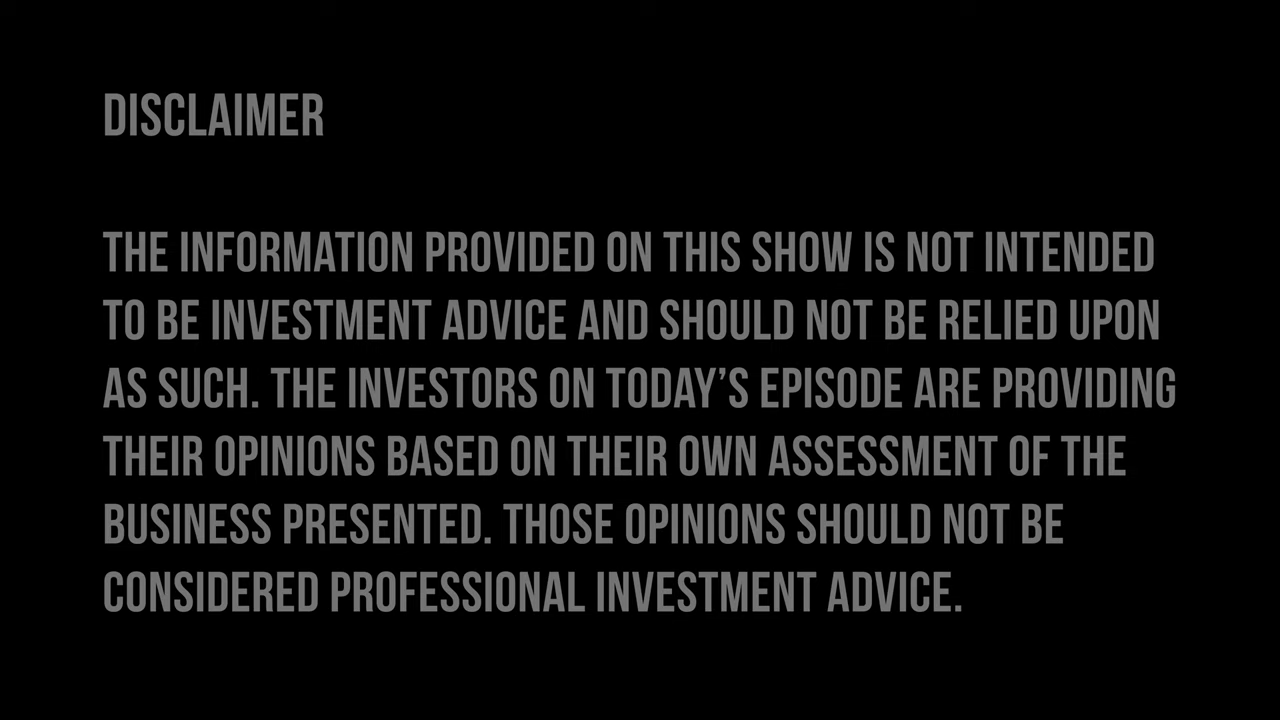 DISCLAIMER
THE INFORMATION PROVIDED ON THIS SHOW IS NOT INTENDED
TO BE INVESTMENT ADVICE AND SHOULD NOT BE RELIED UPON
AS SUCH. THE INVESTORS ON TODAY’S EPISODE ARE PROVIDING
THEIR OPINIONS BASED ON THEIR OWN ASSESSMENT OF THE
BUSINESS PRESENTED. THOSE OPINIONS SHOULD NOT BE
CONSIDERED PROFESSIONAL INVESTMENT ADVICE.